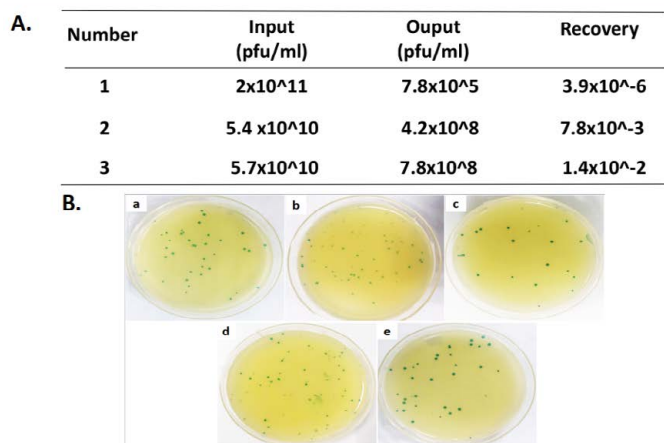 A.
Number Input (pfu/ml) Ouput (pfu/ml) Recovery
1 2x10^11 7.8x10^5 3.9x10^-6
2 5.4 x10^10 4.2x10^8 7.8x10^-3
3 5.7x10^10 7.8x10^8 1.4x10^-2
B.
a b c
d e